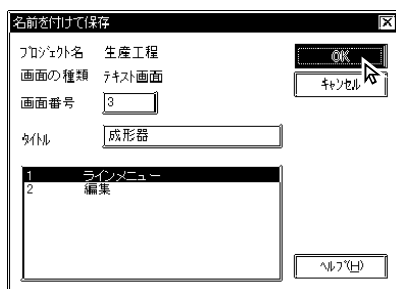 名前を付けて保存
ﾌﾟﾛｼﾞｪｸﾄ名 生産工程
画面の種類 ﾃｷｽﾄ画面
画面番号 3
ﾀｲﾄﾙ 成形器
1 ラインメニュー
2 編集
OK
ｷｬﾝｾﾙ
ﾍﾙﾌﾟ(H)